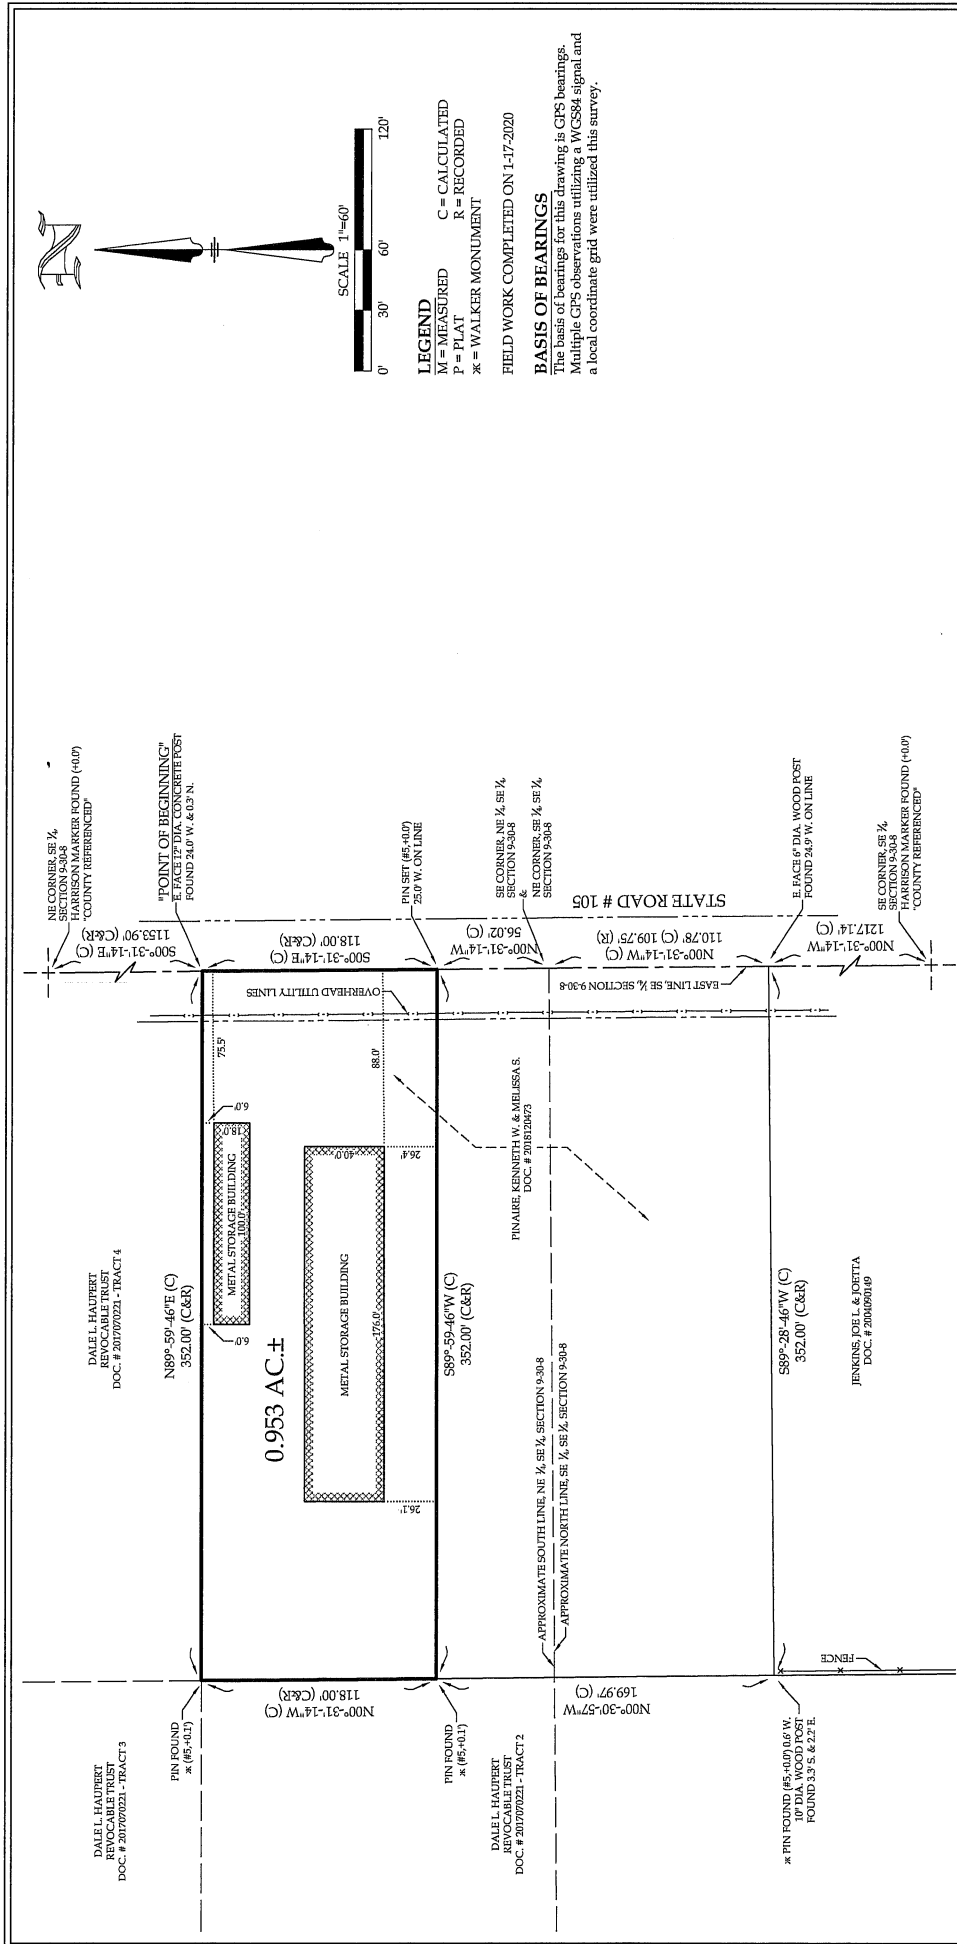 N
SCALE 1"=60'
0' 30' 60' 120'
LEGEND
M = MEASURED C = CALCULATED
P = PLAT R = RECORDED
ж = WALKER MONUMENT
FIELD WORK COMPLETED ON 1-17-2020
BASIS OF BEARINGS
The basis of bearings for this drawing is GPS bearings.
Multiple GPS observations utilizing a WGS84 signal and
a local coordinate grid were utilized this survey.
NE CORNER, SE ¼,
SECTION 9-30-8
HARRISON MARKER FOUND (+0.0')
"COUNTY REFERENCED"
S00°-31'-14"E (C)
1153.90' (C&R)
"POINT OF BEGINNING"
E. FACE 12" DIA. CONCRETE POST
FOUND 24.0' W. & 0.3' N.
S00°-31'-14"E (C)
118.00' (C&R)
PIN SET (#5,+0.0')
25.0' W. ON LINE
N00°-31'-14"W
56.02' (C)
SE CORNER, NE ¼, SE ¼,
SECTION 9-30-8
&
NE CORNER, SE ¼, SE ¼,
SECTION 9-30-8
STATE ROAD # 105
N00°-31'-14"W (C)
110.78' (C) 109.75' (R)
E. FACE 6" DIA. WOOD POST
FOUND 24.9' W. ON LINE
N00°-31'-14"W
1217.14' (C)
SE CORNER, SE ¼,
SECTION 9-30-8
HARRISON MARKER FOUND (+0.0')
"COUNTY REFERENCED"
EAST LINE, SE ¼, SECTION 9-30-8
OVERHEAD UTILITY LINES
DALE L. HAUPERT
REVOCABLE TRUST
DOC. # 2017070221 - TRACT 4
N89°-59'-46"E (C)
352.00' (C&R)
75.5'
6.0'
18.0'
METAL STORAGE BUILDING
100.0'
6.0'
0.953 AC.±
88.0'
40.0'
26.4'
METAL STORAGE BUILDING
176.0'
26.1'
S89°-59'-46"W (C)
352.00' (C&R)
PINAIRE, KENNETH W. & MELISSA S.
DOC. # 2018120473
APPROXIMATE SOUTH LINE, NE ¼, SE ¼, SECTION 9-30-8
APPROXIMATE NORTH LINE, SE ¼, SE ¼, SECTION 9-30-8
S89°-28'-46"W (C)
352.00' (C&R)
JENKINS, JOE L. & JOETTA
DOC. # 2004090149
FENCE
DALE L. HAUPERT
REVOCABLE TRUST
DOC. # 2017070221 - TRACT 3
PIN FOUND
ж (#5,+0.1')
N00°-31'-14"W (C)
118.00' (C&R)
PIN FOUND
ж (#5,+0.1')
DALE L. HAUPERT
REVOCABLE TRUST
DOC. # 2017070221 - TRACT 2
N00°-30'-57"W
169.97' (C)
ж PIN FOUND (#5,+0.0') 0.6' W.
10" DIA. WOOD POST
FOUND 3.3' S. & 2.2' E.